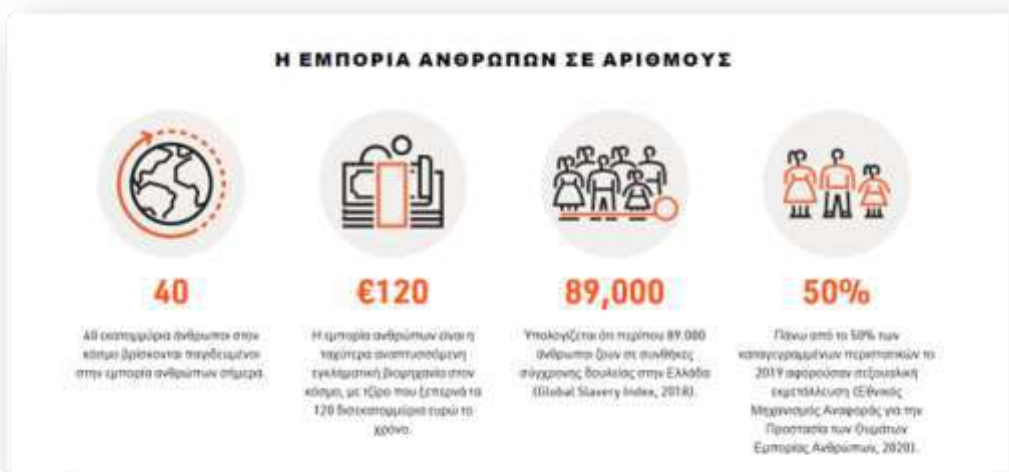 Η ΕΜΠΟΡΙΑ ΑΝΘΡΩΠΩΝ ΣΕ ΑΡΙΘΜΟΥΣ
40
40 εκατομμύρια άνθρωποι στον
κόσμο βρίσκονται παγιδευμένοι
στην εμπορία ανθρώπων σήμερα.
€120
Η εμπορία ανθρώπων είναι η
ταχύτερα αναπτυσσόμενη
εγκληματική βιομηχανία στον
κόσμο, με τζίρο που ξεπερνά τα
120 δισεκατομμύρια ευρώ το
χρόνο.
89,000
Υπολογίζεται ότι περίπου 89.000
άνθρωποι ζουν σε συνθήκες
σύγχρονης δουλείας στην Ελλάδα
(Global Slavery Index, 2018).
50%
Πάνω από το 50% των
καταγεγραμμένων περιστατικών το
2019 αφορούσαν σεξουαλική
εκμετάλλευση (Εθνικός
Μηχανισμός Αναφοράς για την
Προστασία των Θυμάτων
Εμπορίας Ανθρώπων, 2020).